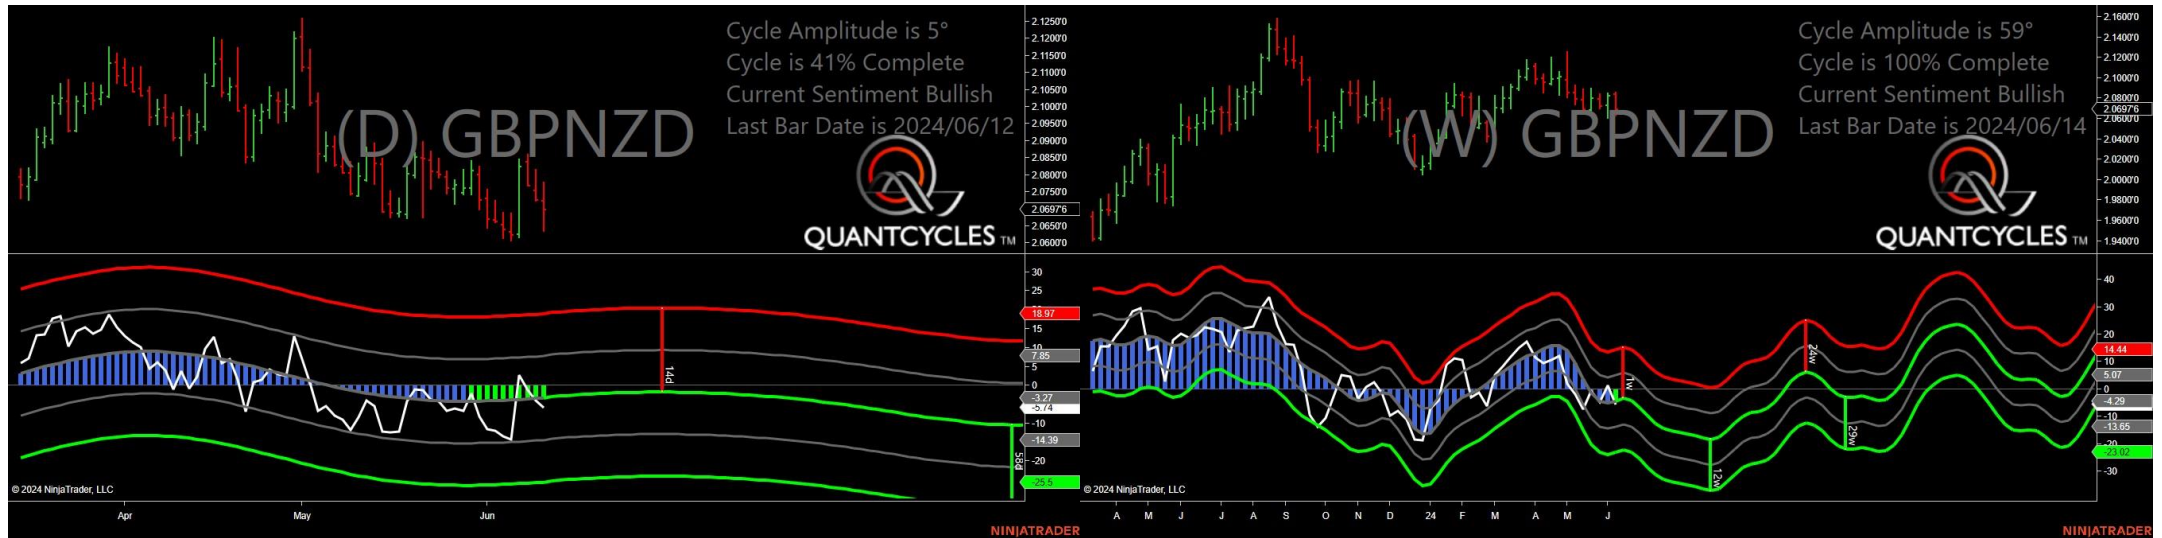 Cycle Amplitude is 5°
Cycle is 41% Complete
Current Sentiment Bullish
Last Bar Date is 2024/06/12
(D) GBPNZD
QUANTCYCLES TM
2.1250'0
2.1200'0
2.1150'0
2.1100'0
2.1050'0
2.1000'0
2.0950'0
2.0900'0
2.0850'0
2.0800'0
2.0750'0
2.0697'6
2.0650'0
2.0600'0
30
25
18.97
15
10
7.85
5
0
-3.27
-5.74
-10
-14.39
-20
-25.5
14d
58d
© 2024 NinjaTrader, LLC
Apr May Jun
NINJATRADER
Cycle Amplitude is 59°
Cycle is 100% Complete
Current Sentiment Bullish
Last Bar Date is 2024/06/14
(W) GBPNZD
QUANTCYCLES TM
2.1600'0
2.1400'0
2.1200'0
2.1000'0
2.0800'0
2.0697'6
2.0600'0
2.0400'0
2.0200'0
2.0000'0
1.9800'0
1.9600'0
1.9400'0
40
30
20
14.44
10
5.07
0
-4.29
-10
-13.65
-20
-23.02
-30
1w
12w
24w
29w
© 2024 NinjaTrader, LLC
A M J J A S O N D 24 F M A M J
NINJATRADER